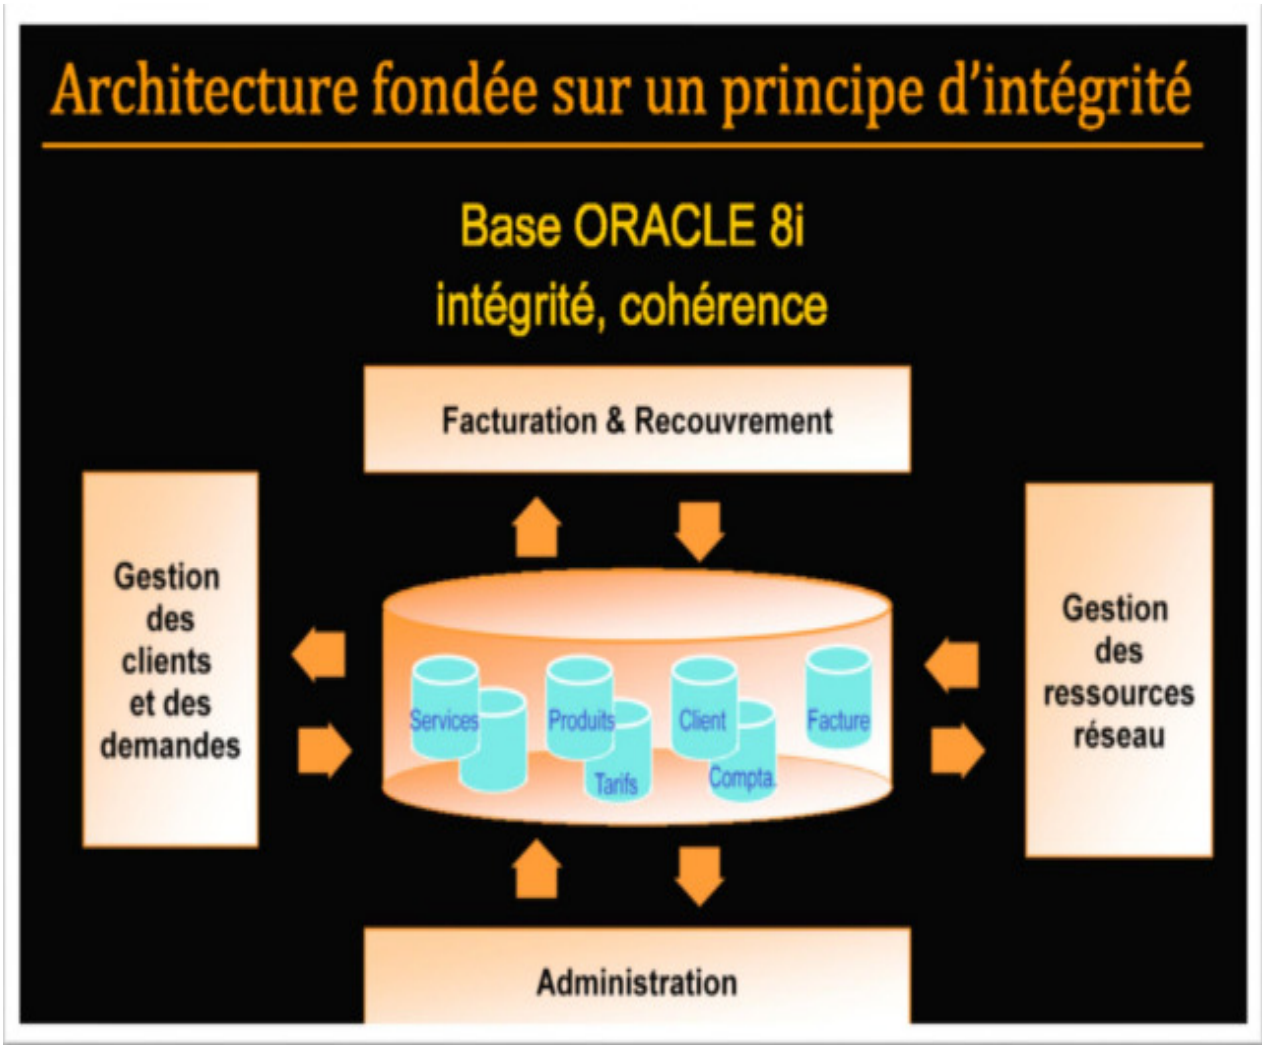 Architecture fondée sur un principe d'intégrité
Base ORACLE 8i
intégrité, cohérence
Facturation & Recouvrement
Gestion
des
clients
et des
demandes
Services
Produits
Tarifs
Client
Compta.
Facture
Gestion
des
ressources
réseau
Administration